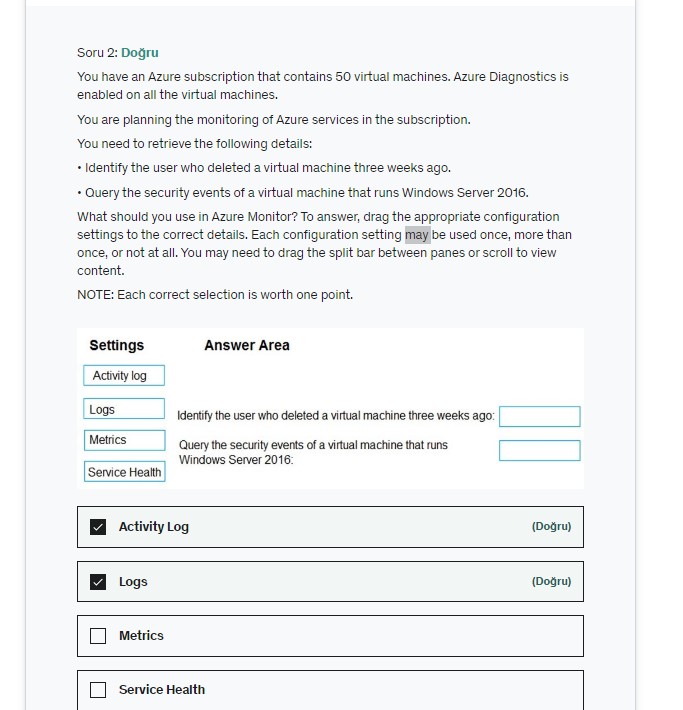 Soru 2: Doğru
You have an Azure subscription that contains 50 virtual machines. Azure Diagnostics is
enabled on all the virtual machines.
You are planning the monitoring of Azure services in the subscription.
You need to retrieve the following details:
• Identify the user who deleted a virtual machine three weeks ago.
• Query the security events of a virtual machine that runs Windows Server 2016.
What should you use in Azure Monitor? To answer, drag the appropriate configuration
settings to the correct details. Each configuration setting may be used once, more than
once, or not at all. You may need to drag the split bar between panes or scroll to view
content.
NOTE: Each correct selection is worth one point.
Settings
Answer Area
Activity log
Logs
Metrics
Service Health
Identify the user who deleted a virtual machine three weeks ago:
Query the security events of a virtual machine that runs
Windows Server 2016:
Activity Log (Doğru)
Logs (Doğru)
Metrics
Service Health